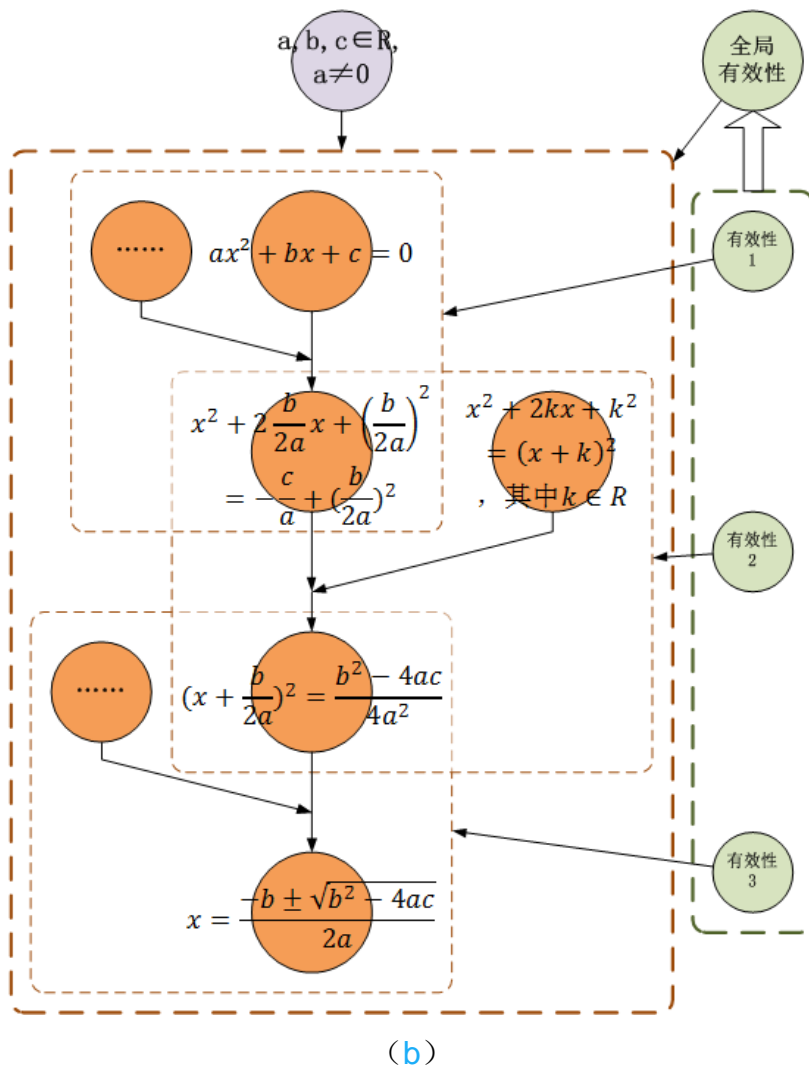 a, b, c∈R,
a≠0
全局
有效性
……
ax² + bx + c = 0
有效性
1
x² + 2 b/2a x + (b/2a)²
= − c/a + (b/2a)²
x² + 2kx + k²
= (x + k)²
，其中k ∈ R
有效性
2
……
(x + b/2a)² = b² − 4ac/4a²
有效性
3
x = −b ± √b² − 4ac/2a
（b）